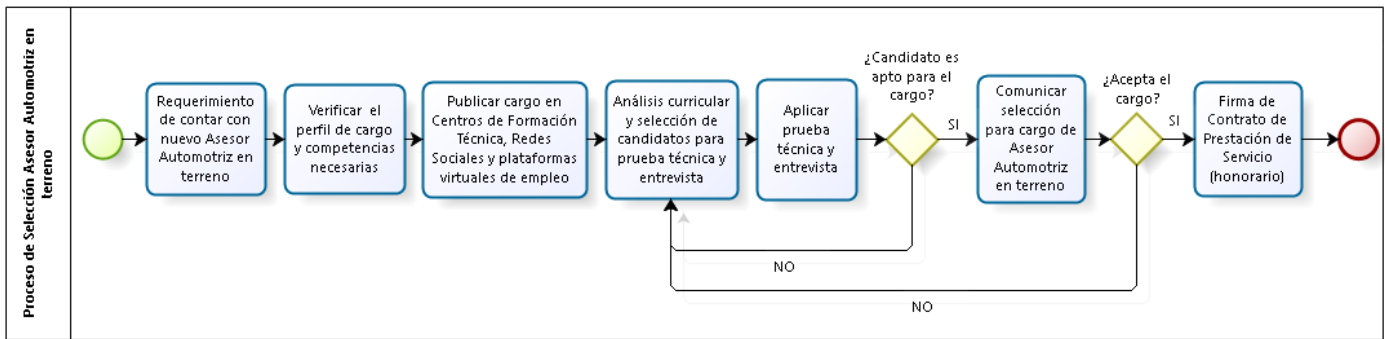 Proceso de Selección Asesor Automotriz en
terreno
Requerimiento
de contar con
nuevo Asesor
Automotriz en
terreno
Verificar el
perfil de cargo
y competencias
necesarias
Publicar cargo en
Centros de Formación
Técnica, Redes
Sociales y plataformas
virtuales de empleo
Análisis curricular
y selección de
candidatos para
prueba técnica y
entrevista
Aplicar
prueba
técnica y
entrevista
¿Candidato es
apto para el
cargo?
SI
NO
Comunicar
selección
para cargo de
Asesor
Automotriz
en terreno
¿Acepta el
cargo?
SI
NO
Firma de
Contrato de
Prestación de
Servicio
(honorario)